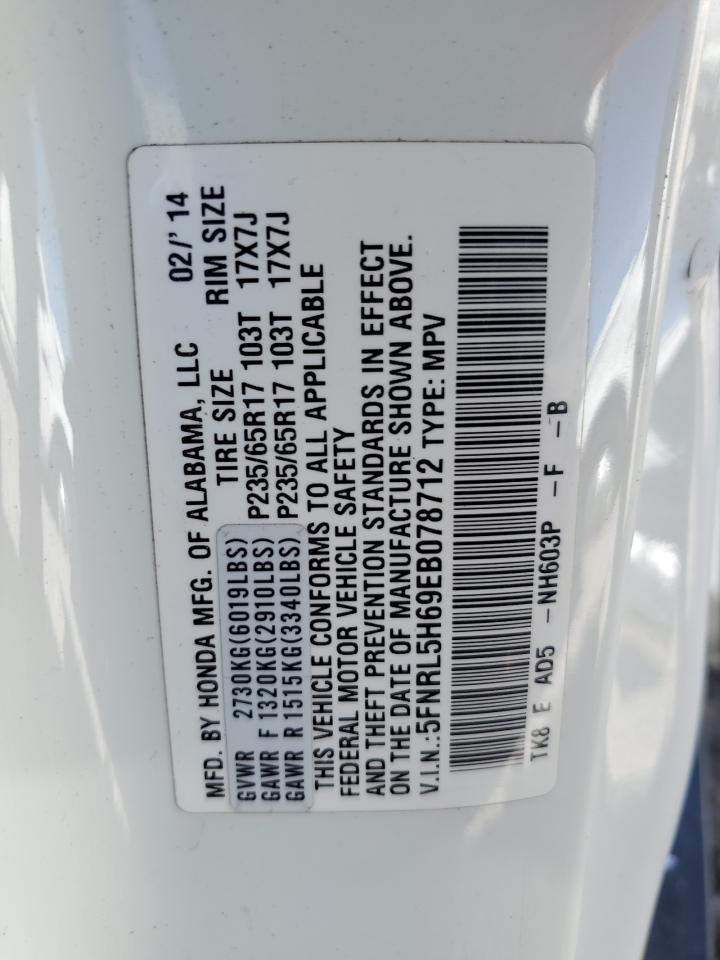 MFD. BY HONDA MFG. OF ALABAMA, LLC 02/' 14
TIRE SIZE RIM SIZE
GVWR 2730KG(6019LBS)
GAWR F 1320KG(2910LBS) P235/65R17 103T 17X7J
GAWR R 1515KG(3340LBS) P235/65R17 103T 17X7J
THIS VEHICLE CONFORMS TO ALL APPLICABLE
FEDERAL MOTOR VEHICLE SAFETY
AND THEFT PREVENTION STANDARDS IN EFFECT
ON THE DATE OF MANUFACTURE SHOWN ABOVE.
V.I.N.:5FNRL5H69EB078712 TYPE: MPV
TK8 E AD5 -NH603P -F -B